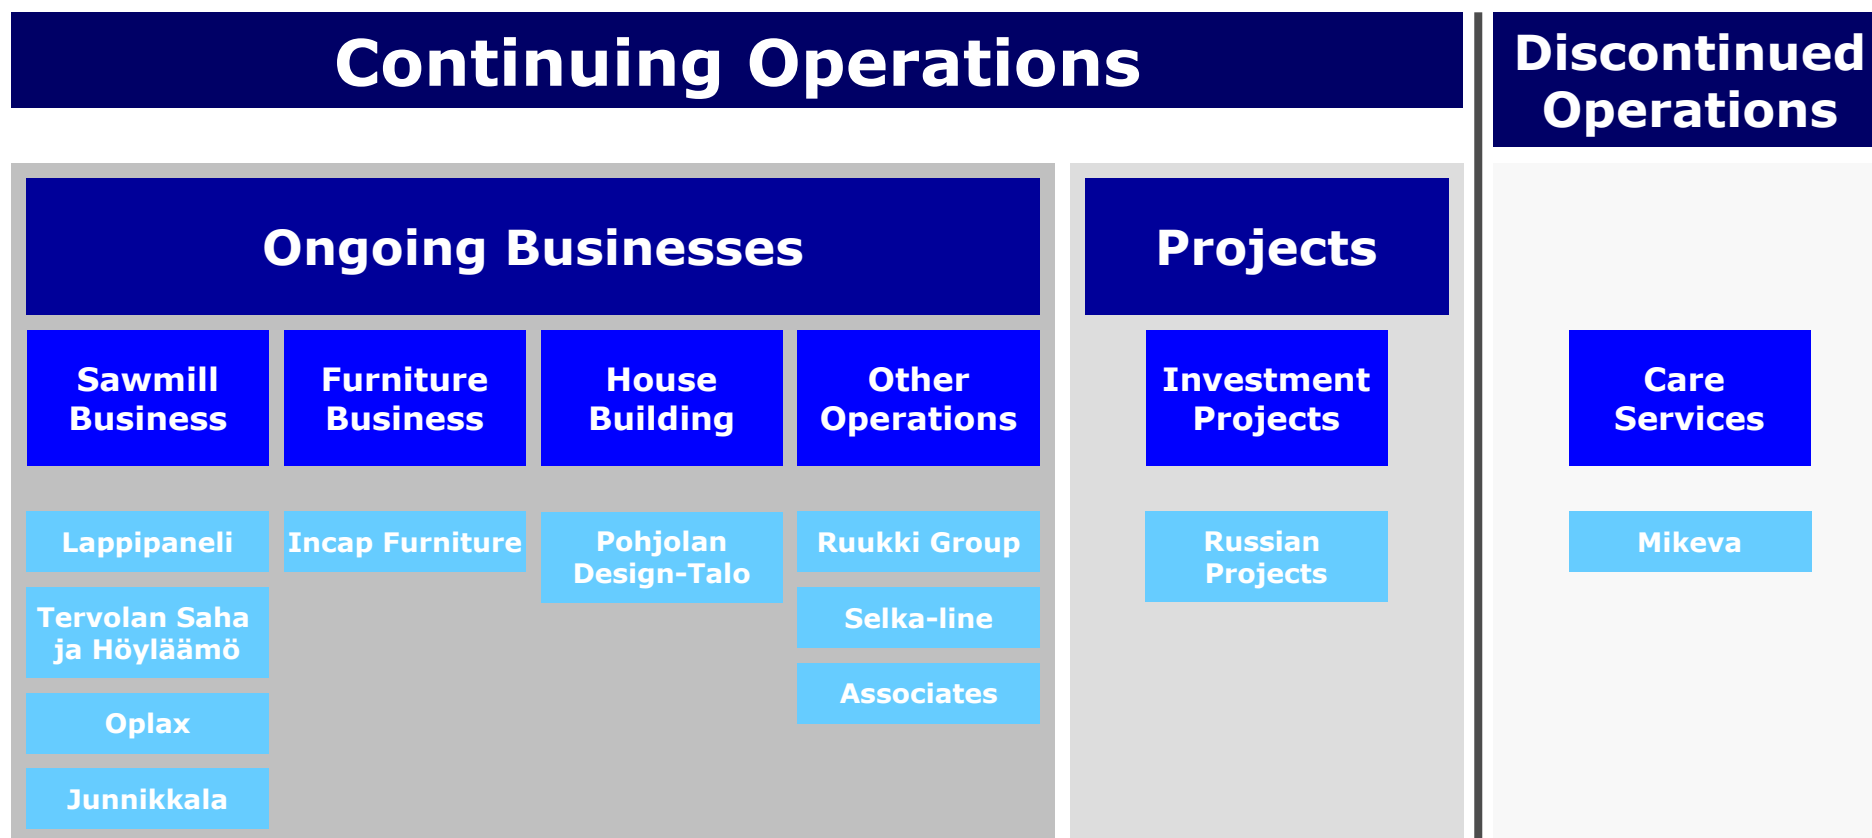 Continuing Operations
Discontinued
Operations
Ongoing Businesses
Projects
Sawmill
Business
Furniture
Business
House
Building
Other
Operations
Investment
Projects
Care
Services
Lappipaneli
Tervolan Saha
ja Höyläämö
Oplax
Junnikkala
Incap Furniture
Pohjolan
Design-Talo
Ruukki Group
Selka-line
Associates
Russian
Projects
Mikeva